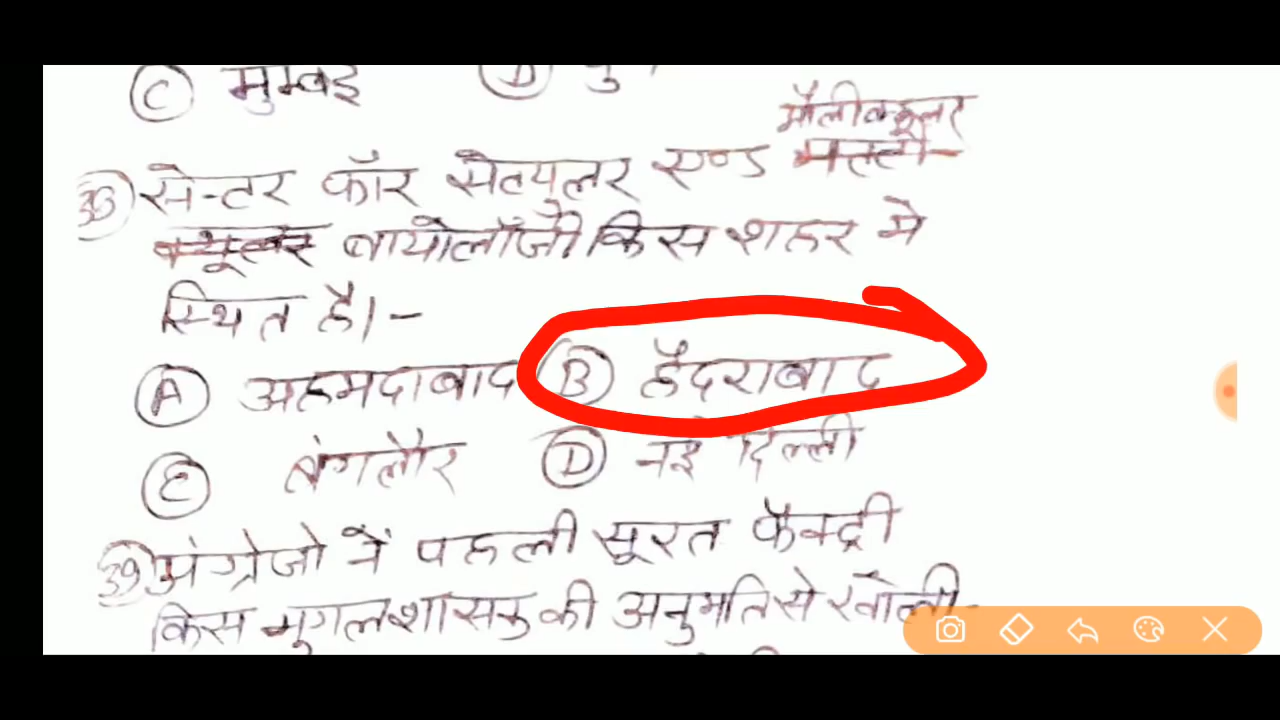 C मुम्बई D
मौलीक्यूलर
38 सेन्टर फॉर सेल्युलर एण्ड
बायोलॉजी किस शहर मे
स्थित है।-
A अहमदाबाद B हैदराबाद
C बंगलौर D नई दिल्ली
39 अंग्रेजो ने पहली सूरत फैक्ट्री
किस मुगलशासक की अनुमति से खोली-